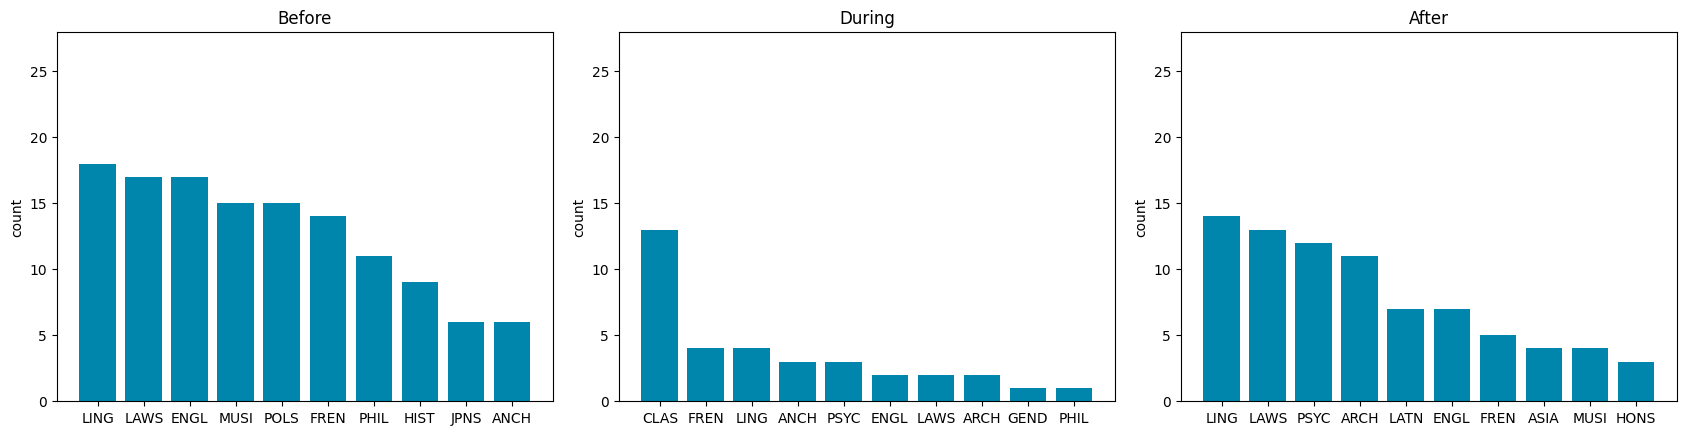 Before
During
After
count
25
20
15
10
5
0
LING LAWS ENGL MUSI POLS FREN PHIL HIST JPNS ANCH
count
25
20
15
10
5
0
CLAS FREN LING ANCH PSYC ENGL LAWS ARCH GEND PHIL
count
25
20
15
10
5
0
LING LAWS PSYC ARCH LATN ENGL FREN ASIA MUSI HONS